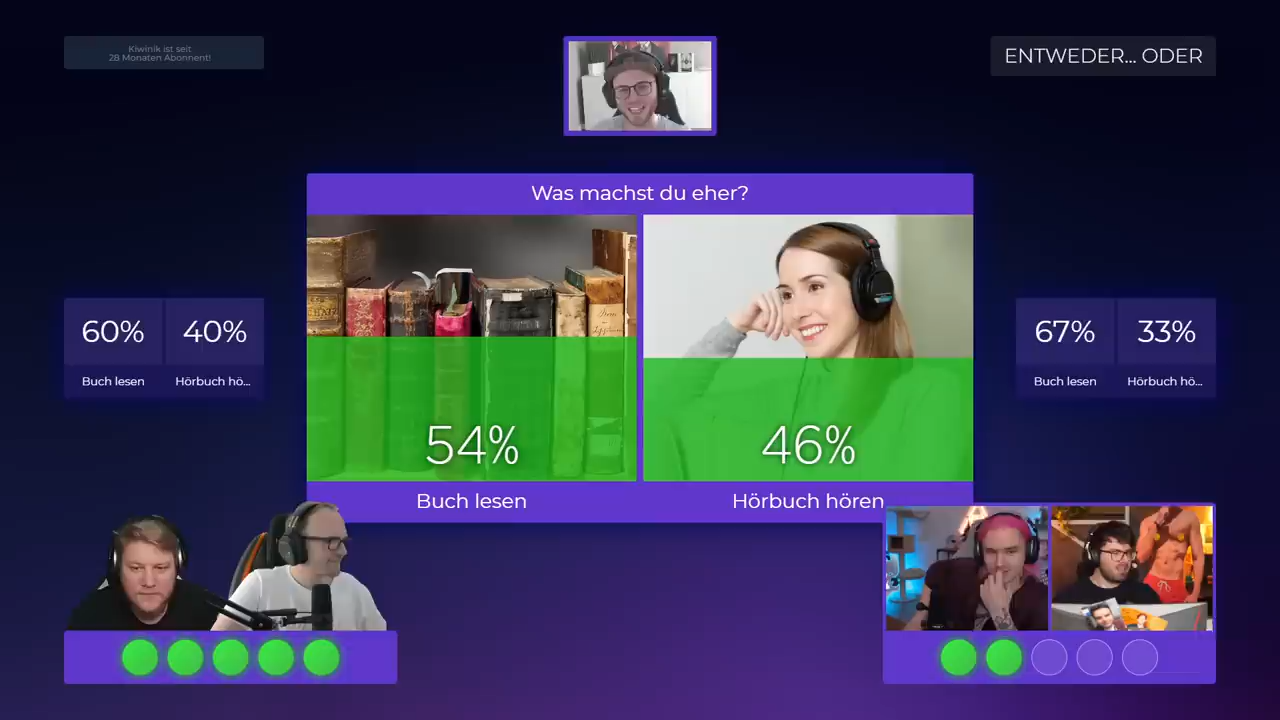 Kiwinik ist seit
28 Monaten Abonnent!
ENTWEDER... ODER
Was machst du eher?
60%
40%
Buch lesen
Hörbuch hö...
54%
46%
Buch lesen
Hörbuch hören
67%
33%
Buch lesen
Hörbuch hö...